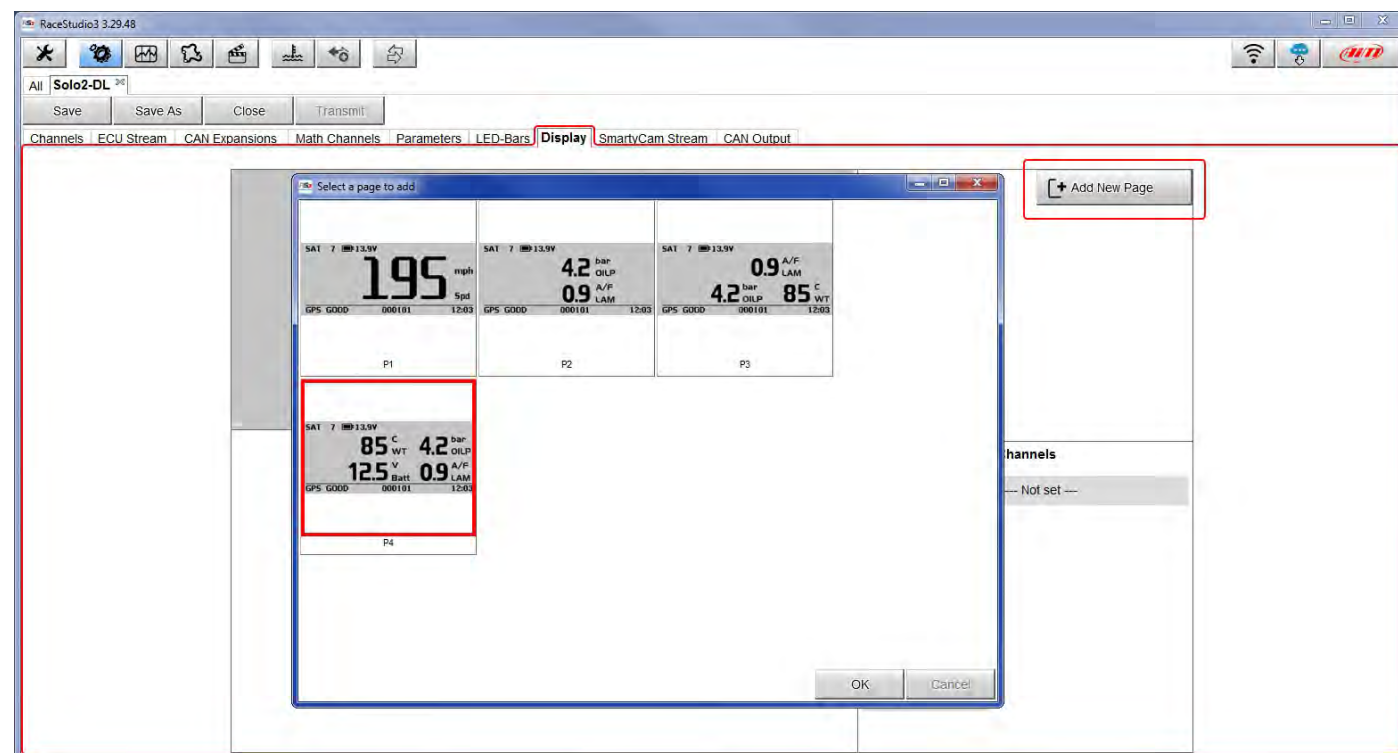 RaceStudio3 3.29.48
AiM
All Solo2-DL
Save Save As Close Transmit
Channels ECU Stream CAN Expansions Math Channels Parameters LED-Bars Display SmartyCam Stream CAN Output
Select a page to add
Add New Page
SAT 7 13.9V
195 mph Spd
GPS GOOD 000101 12:03
P1
SAT 7 13.9V
4.2 bar OILP
0.9 A/F LAM
GPS GOOD 000101 12:03
P2
SAT 7 13.9V
0.9 A/F LAM
4.2 bar OILP 85 C WT
GPS GOOD 000101 12:03
P3
SAT 7 13.9V
85 C WT 4.2 bar OILP
12.5 V Batt 0.9 A/F LAM
GPS GOOD 000101 12:03
P4
hannels
--- Not set ---
OK Cancel